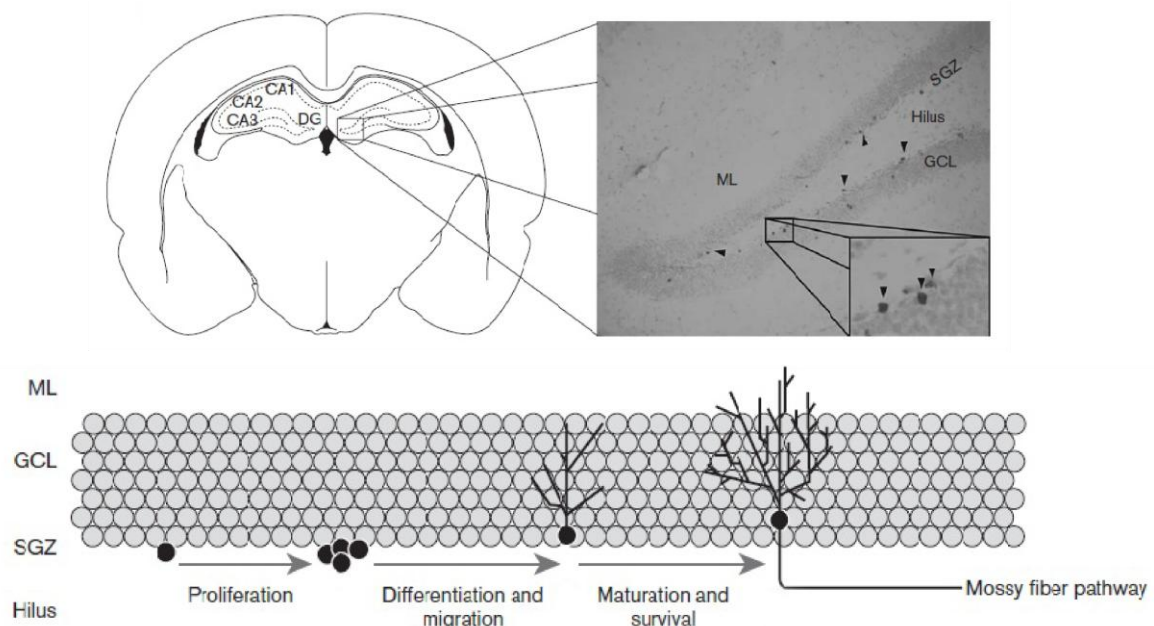 CA1
CA2
CA3
DG
SGZ
Hilus
GCL
ML
ML
GCL
SGZ
Hilus
Proliferation
Differentiation and
migration
Maturation and
survival
Mossy fiber pathway